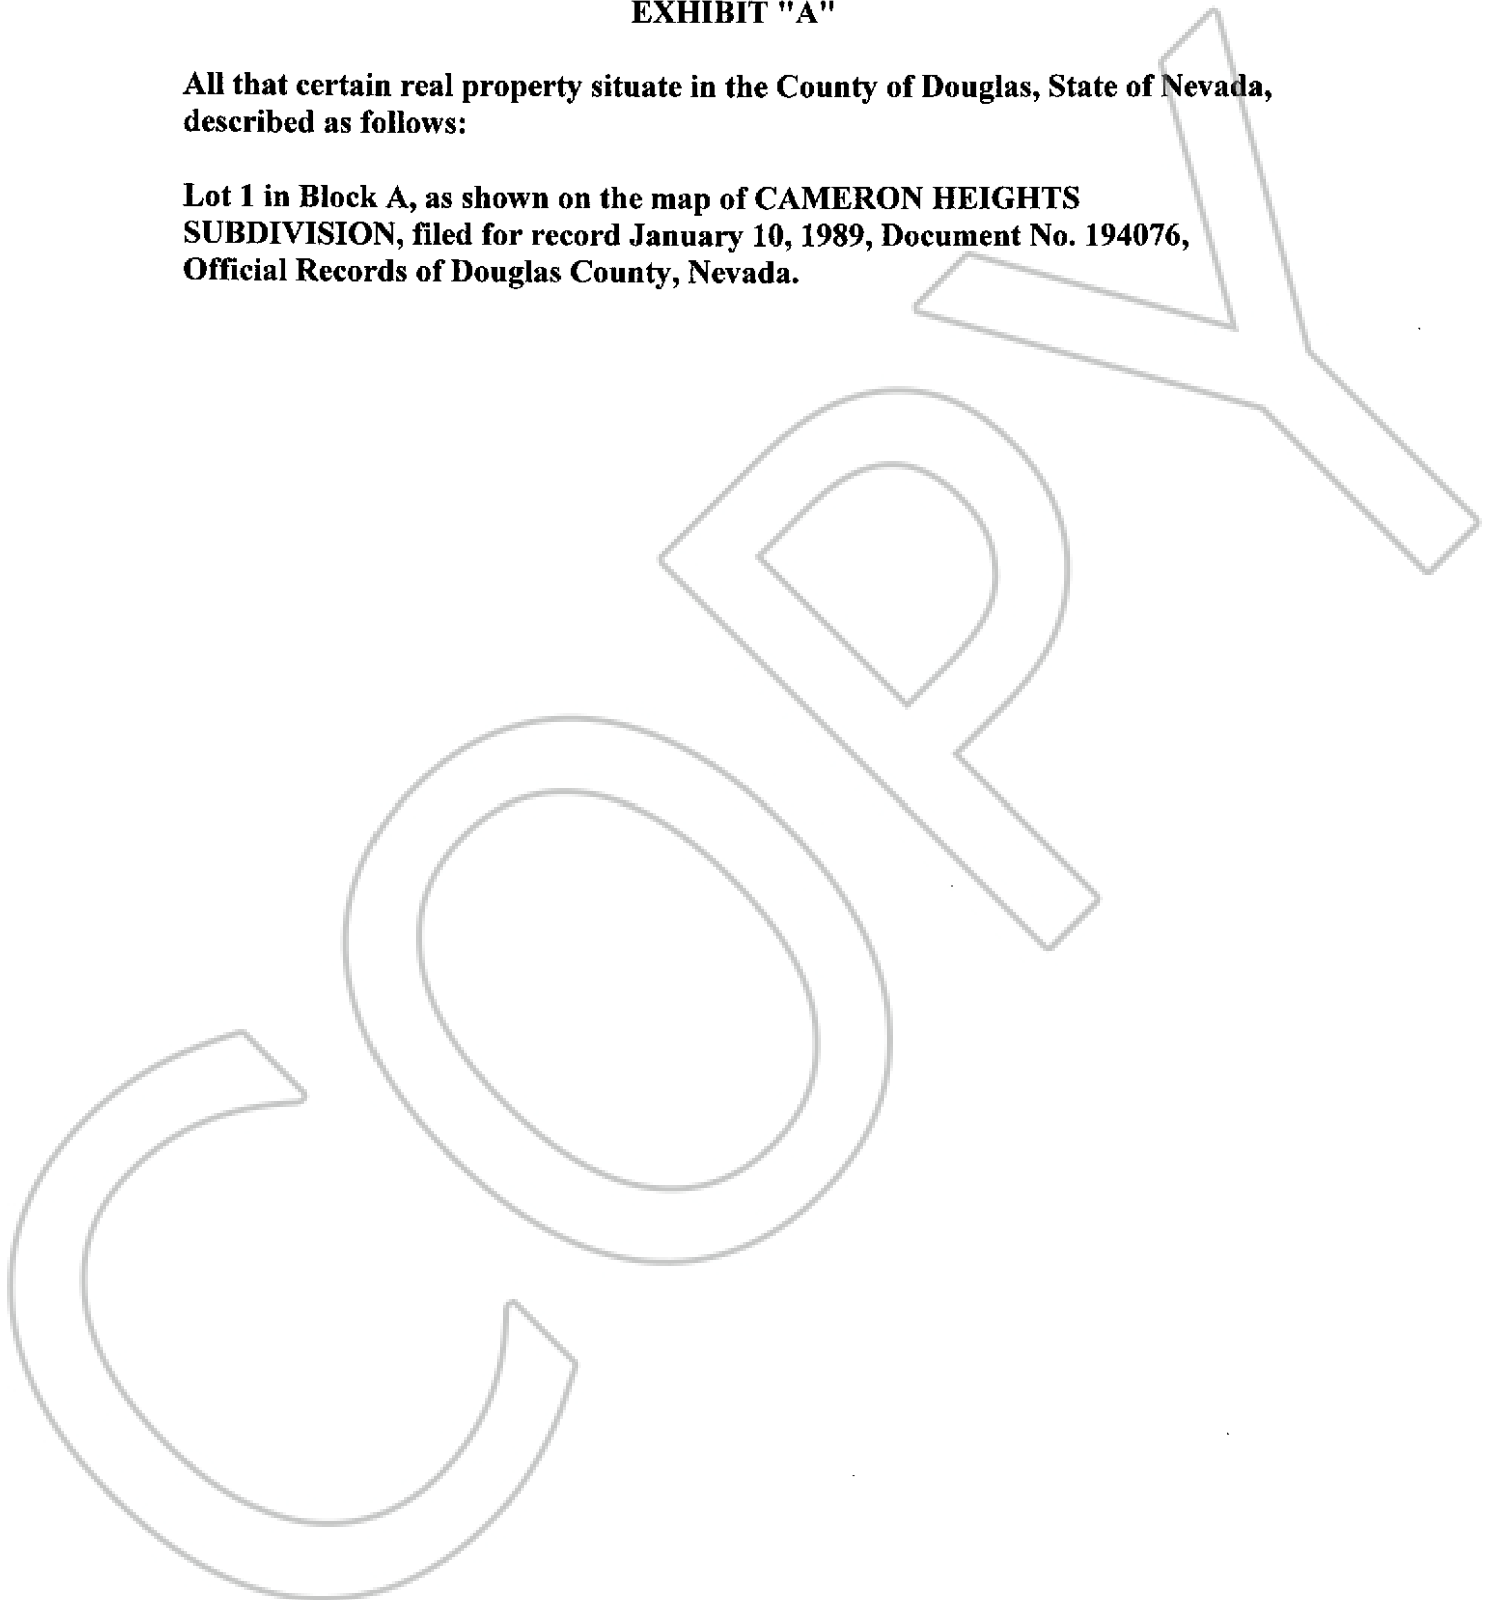 EXHIBIT "A"
All that certain real property situate in the County of Douglas, State of Nevada,
described as follows:
Lot 1 in Block A, as shown on the map of CAMERON HEIGHTS
SUBDIVISION, filed for record January 10, 1989, Document No. 194076,
Official Records of Douglas County, Nevada.
COPY